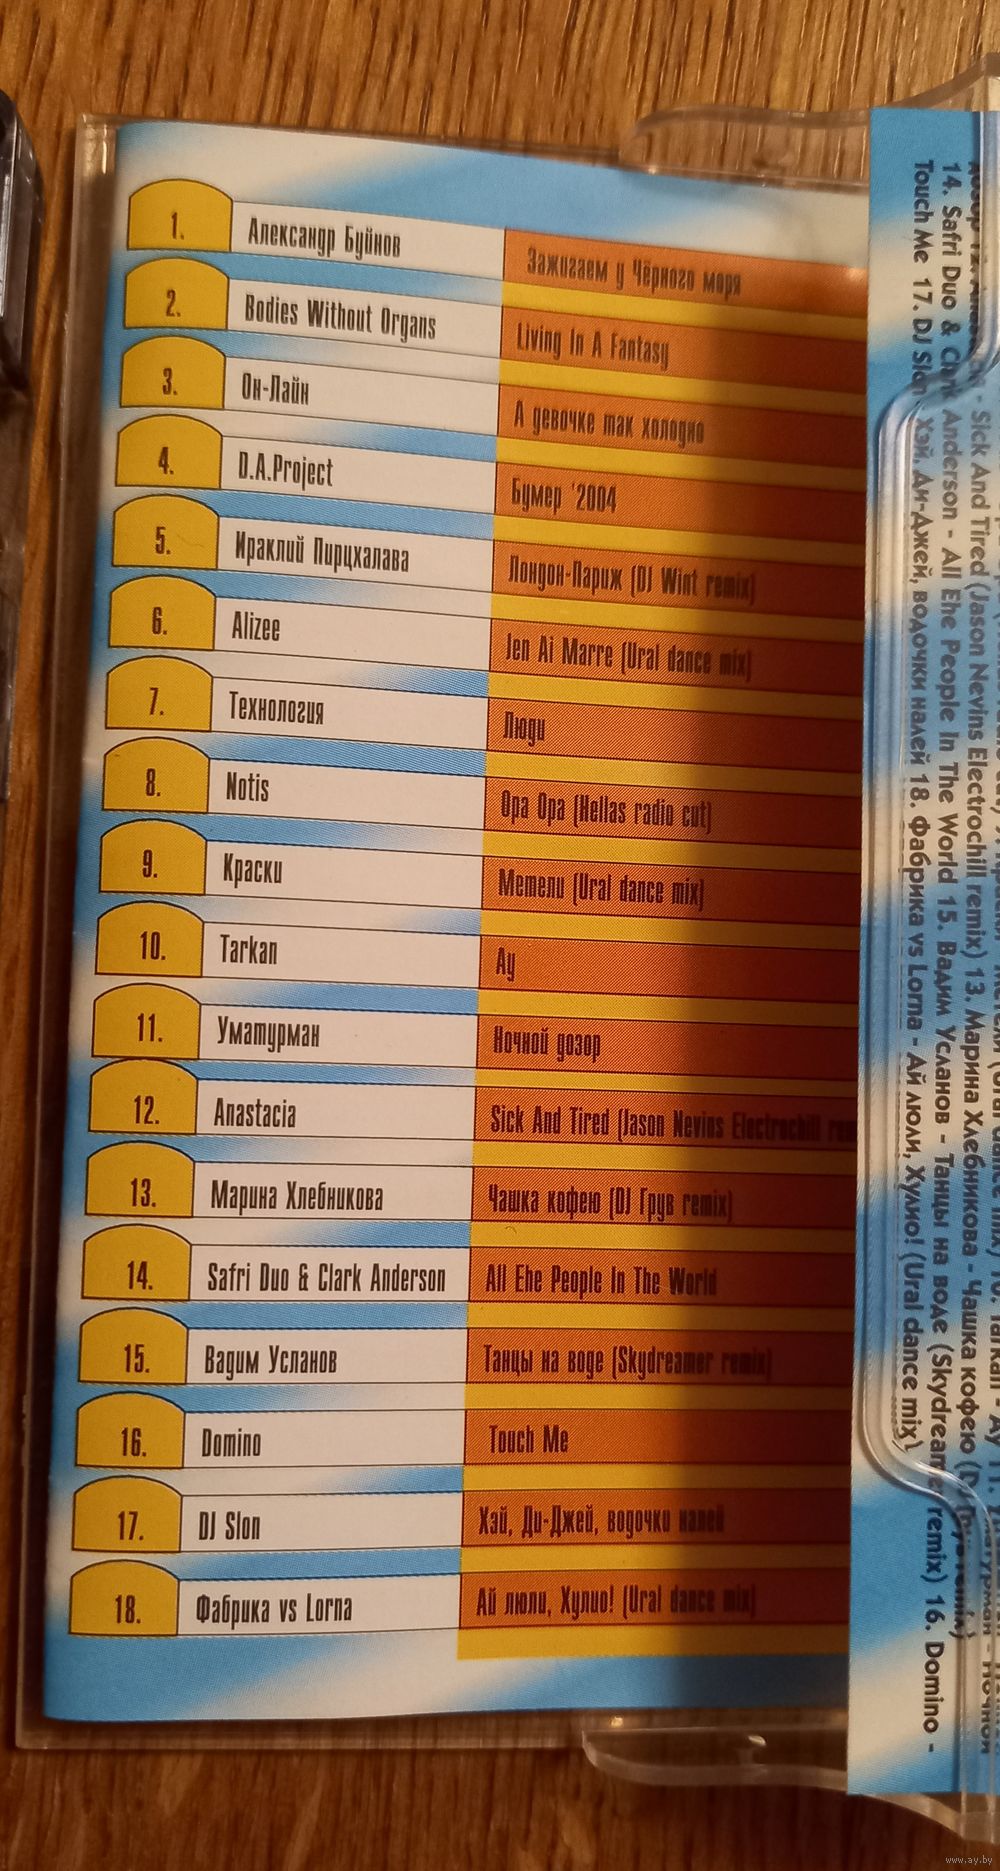 1. Александр Буйнов Зажигаем у Чёрного моря
2. Bodies Without Organs Living In A Fantasy
3. Он-Лайн А девочке так холодно
4. D.A.Project Бумер '2004
5. Ираклий Пирцхалава Лондон-Париж (DJ Wint remix)
6. Alizee Jen Ai Marre (Ural dance mix)
7. Технология Люди
8. Notis Opa Opa (Hellas radio cut)
9. Краски Метели (Ural dance mix)
10. Tarkan Ay
11. Уматурман Ночной дозор
12. Anastacia Sick And Tired (Jason Nevins Electrochill
13. Марина Хлебникова Чашка кофею (DJ Грув remix)
14. Safri Duo & Clark Anderson All Ehe People In The World
15. Вадим Усланов Танцы на воде (Skydreamer remix)
16. Domino Touch Me
17. DJ Slon Хэй, Ди-Джей, водочки налей
18. Фабрика vs Lorna Ай люли, Хулио! (Ural dance mix)
- Sick And Tired (Jason Nevins Electrochill remix) 13. Марина Хлебникова - Чашка кофею
14. Safri Duo & Clark Anderson - All Ehe People In The World 15. Вадим Усланов - Танцы на воде (Skydreamer remix) 16. Domino -
Touch Me 17. DJ Slon - Хэй, Ди-Джей, водочки налей 18. Фабрика vs Lorna - Ай люли, Хулио! (Ural dance mix)
www.ay.by